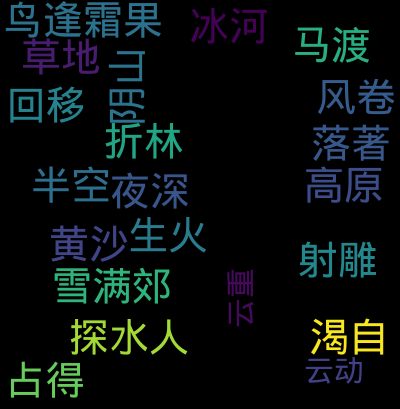 鸟逢霜果
冰河
马渡
草地
阴山
回移
风卷
折林
落著
半空
夜深
高原
黄沙
生火
射雕
雪满郊
云重
探水人
渴自
占得
云动